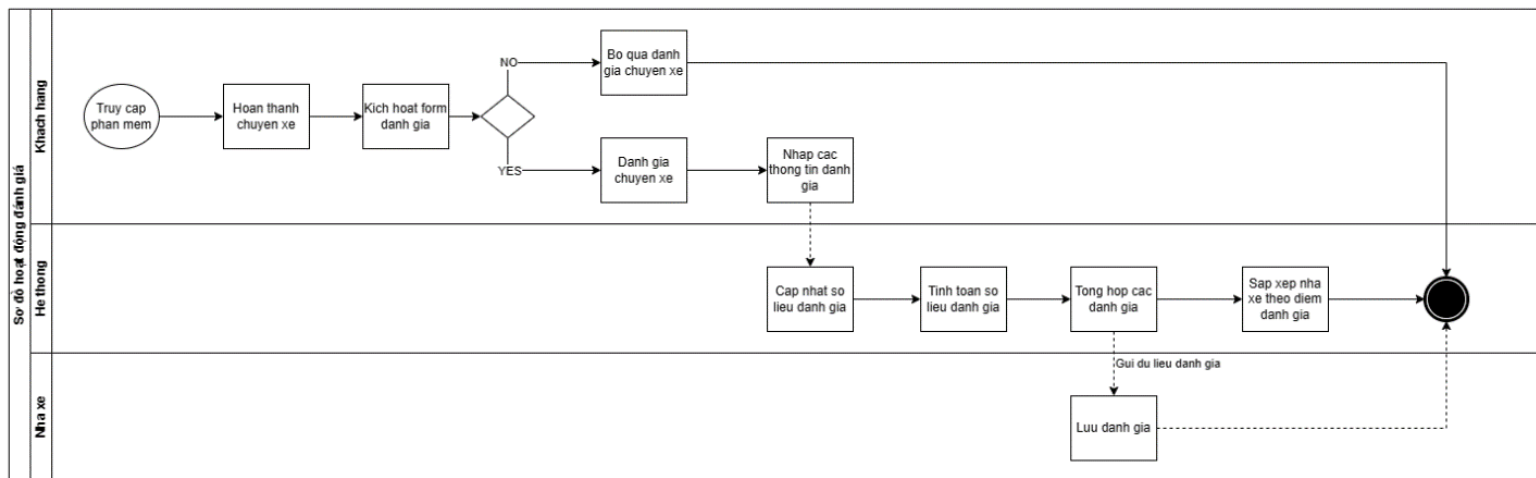 Sơ đồ hoạt động đánh giá
Khach hang
Truy cap
phan mem
Hoan thanh
chuyen xe
Kich hoat form
danh gia
NO
Bo qua danh
gia chuyen xe
YES
Danh gia
chuyen xe
Nhap cac
thong tin danh
gia
He thong
Cap nhat so
lieu danh gia
Tinh toan so
lieu danh gia
Tong hop cac
danh gia
Sap xep nha
xe theo diem
danh gia
Gui du lieu danh gia
Nha xe
Luu danh gia